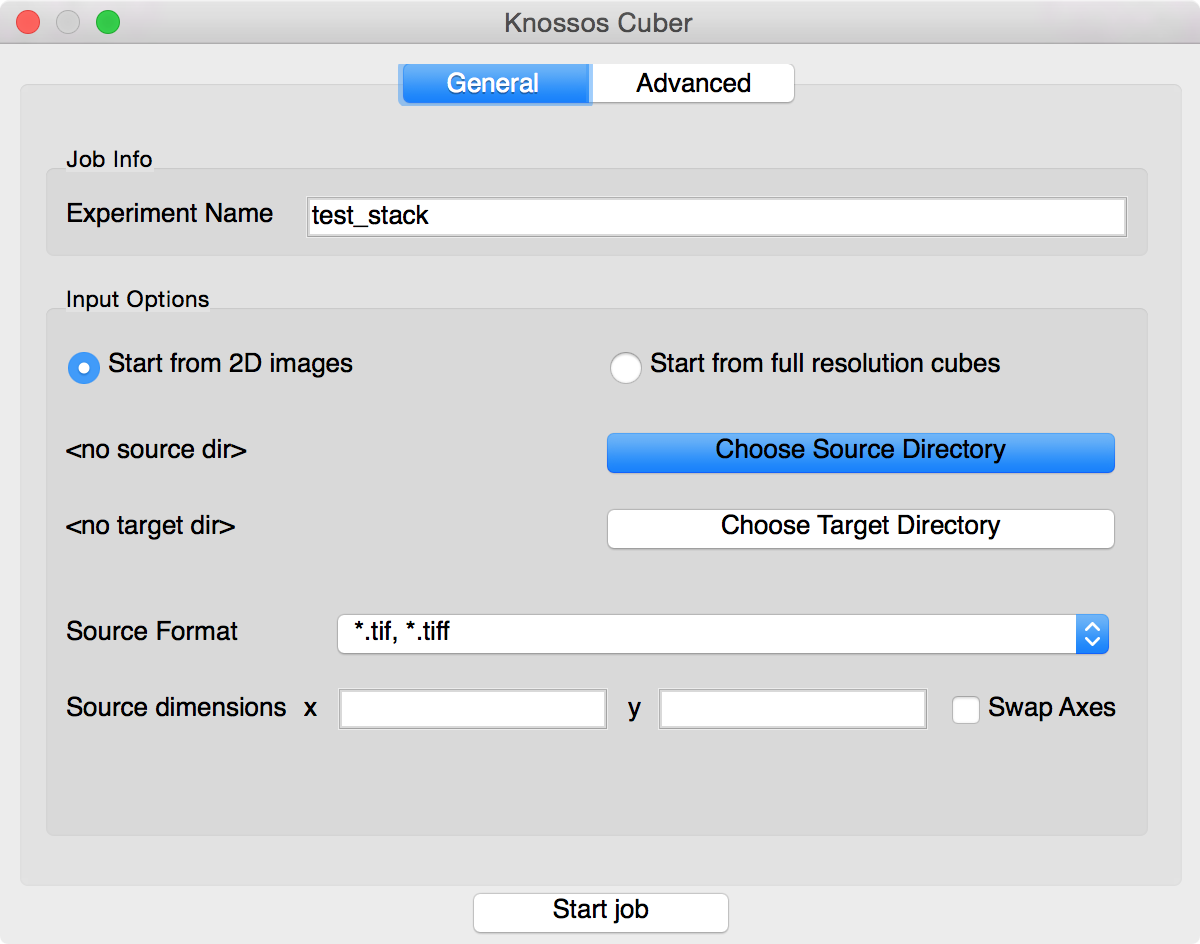 Knossos Cuber
General Advanced
Job Info
Experiment Name test_stack
Input Options
Start from 2D images Start from full resolution cubes
<no source dir> Choose Source Directory
<no target dir> Choose Target Directory
Source Format *.tif, *.tiff
Source dimensions x y Swap Axes
Start job